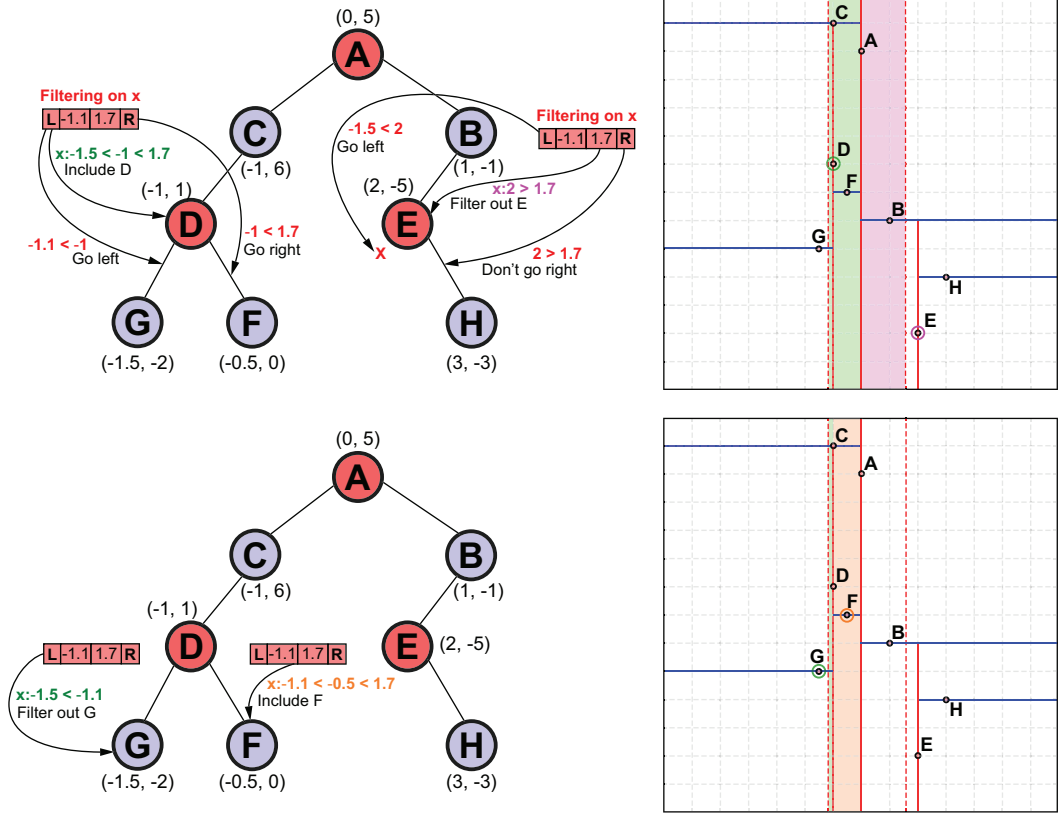 (0, 5)
A
Filtering on x
L -1.1 1.7 R
x:-1.5 < -1 < 1.7
Include D
C
(-1, 6)
-1.5 < 2
Go left
B
(1, -1)
Filtering on x
L -1.1 1.7 R
(-1, 1)
D
-1.1 < -1
Go left
-1 < 1.7
Go right
(2, -5)
E
x:2 > 1.7
Filter out E
X
2 > 1.7
Don't go right
G
(-1.5, -2)
F
(-0.5, 0)
H
(3, -3)
C
A
D
F
B
G
H
E
(0, 5)
A
C
(-1, 6)
B
(1, -1)
(-1, 1)
D
E
(2, -5)
L -1.1 1.7 R
x:-1.5 < -1.1
Filter out G
L -1.1 1.7 R
x:-1.1 < -0.5 < 1.7
Include F
G
(-1.5, -2)
F
(-0.5, 0)
H
(3, -3)
C
A
D
F
B
G
H
E